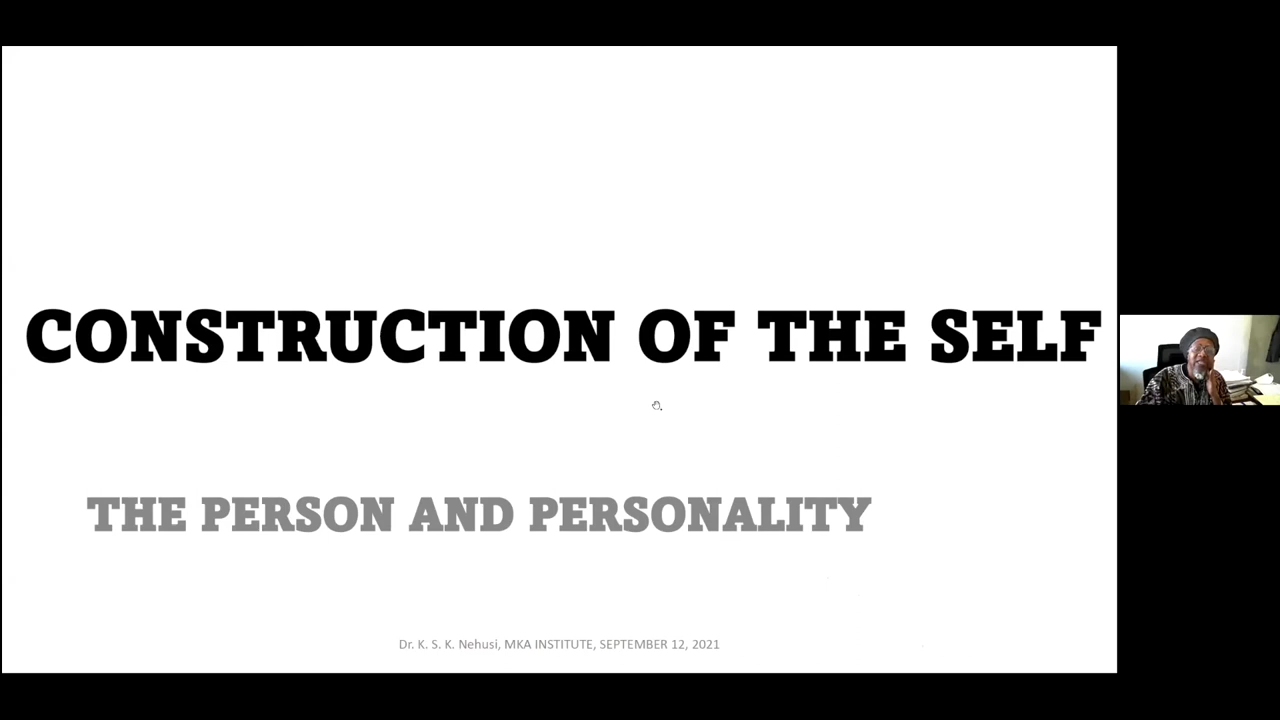 CONSTRUCTION OF THE SELF
THE PERSON AND PERSONALITY
Dr. K. S. K. Nehusi, MKA INSTITUTE, SEPTEMBER 12, 2021